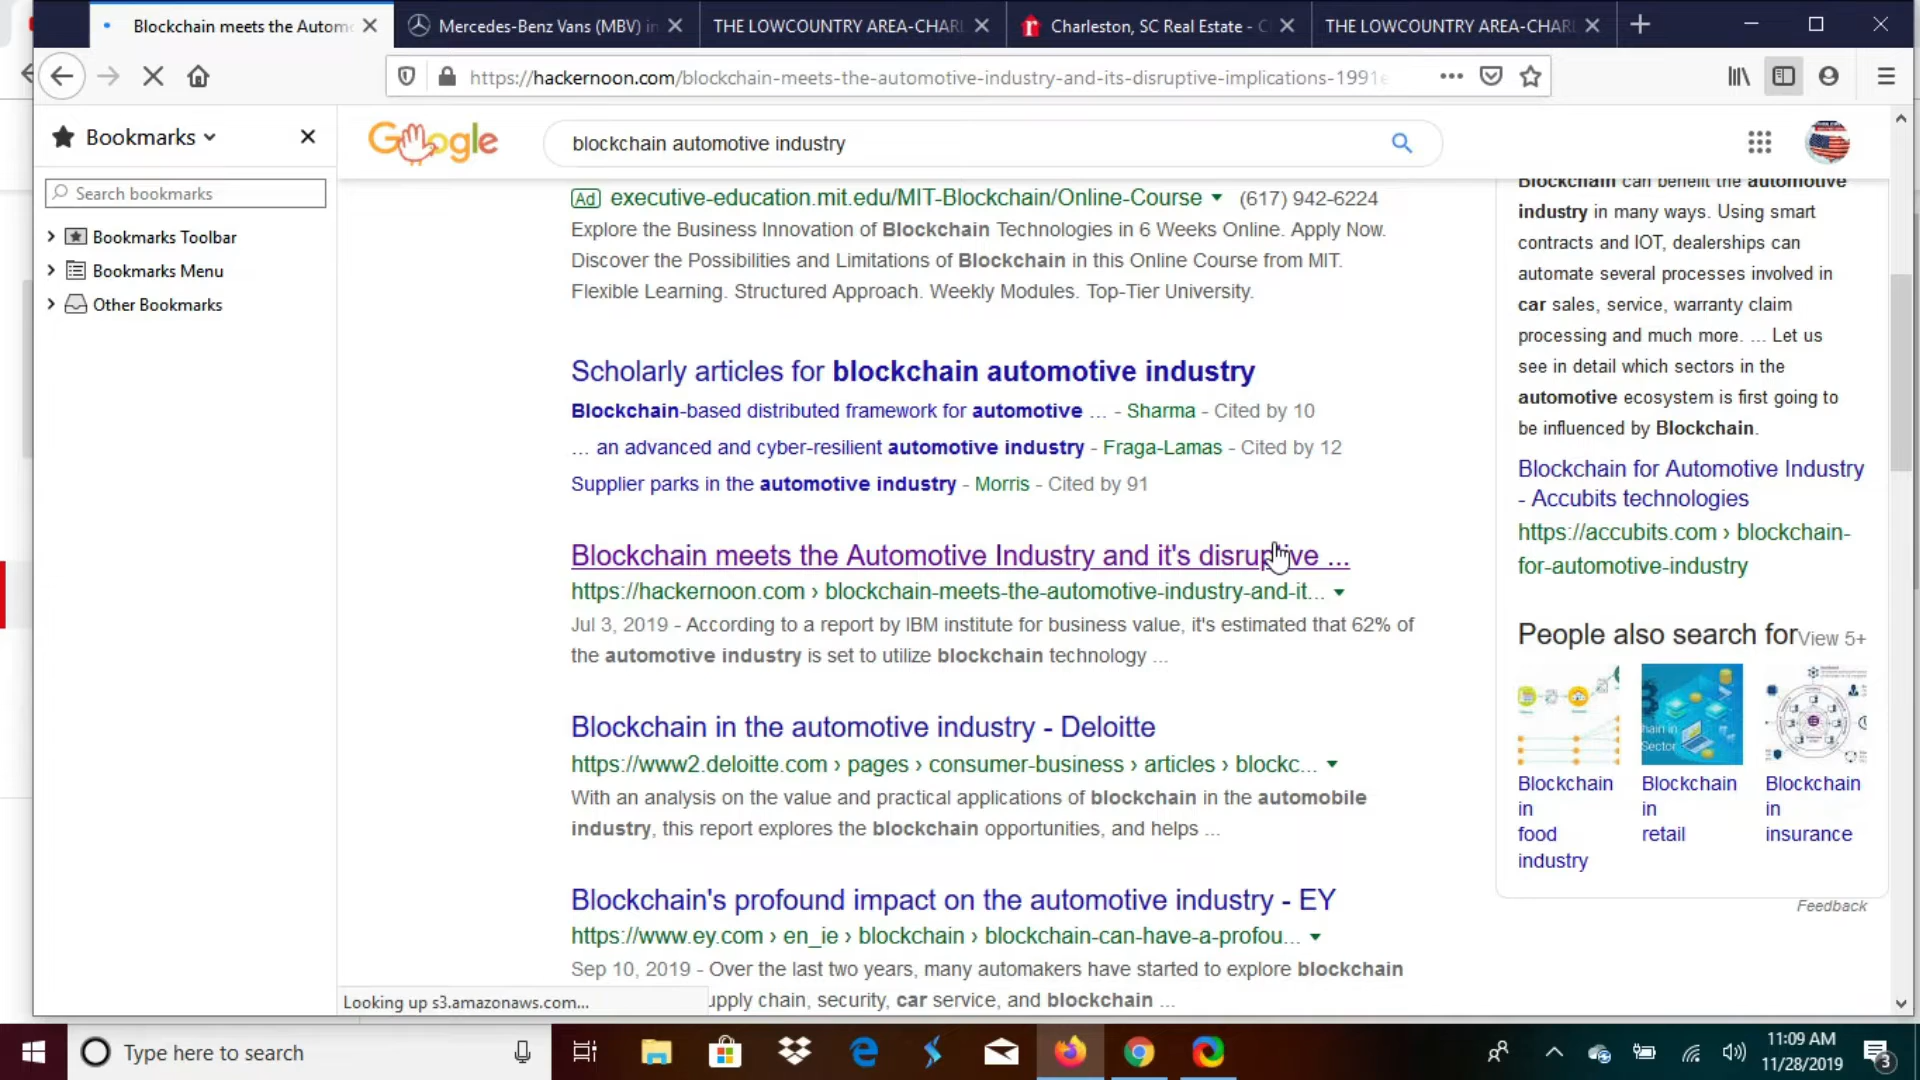 Blockchain meets the Autom
Mercedes-Benz Vans (MBV) in
THE LOWCOUNTRY AREA-CHARL
Charleston, SC Real Estate - C
THE LOWCOUNTRY AREA-CHARL
https://hackernoon.com/blockchain-meets-the-automotive-industry-and-its-disruptive-implications-1991e
Bookmarks
Search bookmarks
Bookmarks Toolbar
Bookmarks Menu
Other Bookmarks
Google
blockchain automotive industry
Ad executive-education.mit.edu/MIT-Blockchain/Online-Course (617) 942-6224
Explore the Business Innovation of Blockchain Technologies in 6 Weeks Online. Apply Now.
Discover the Possibilities and Limitations of Blockchain in this Online Course from MIT.
Flexible Learning. Structured Approach. Weekly Modules. Top-Tier University.
Scholarly articles for blockchain automotive industry
Blockchain-based distributed framework for automotive ... - Sharma - Cited by 10
... an advanced and cyber-resilient automotive industry - Fraga-Lamas - Cited by 12
Supplier parks in the automotive industry - Morris - Cited by 91
Blockchain meets the Automotive Industry and it's disruptive ...
https://hackernoon.com › blockchain-meets-the-automotive-industry-and-it...
Jul 3, 2019 - According to a report by IBM institute for business value, it's estimated that 62% of
the automotive industry is set to utilize blockchain technology ...
Blockchain in the automotive industry - Deloitte
https://www2.deloitte.com › pages › consumer-business › articles › blockc...
With an analysis on the value and practical applications of blockchain in the automobile
industry, this report explores the blockchain opportunities, and helps ...
Blockchain's profound impact on the automotive industry - EY
https://www.ey.com › en_ie › blockchain › blockchain-can-have-a-profou...
Sep 10, 2019 - Over the last two years, many automakers have started to explore blockchain
upply chain, security, car service, and blockchain ...
Looking up s3.amazonaws.com...
Blockchain can benefit the automotive
industry in many ways. Using smart
contracts and IOT, dealerships can
automate several processes involved in
car sales, service, warranty claim
processing and much more. ... Let us
see in detail which sectors in the
automotive ecosystem is first going to
be influenced by Blockchain.
Blockchain for Automotive Industry
- Accubits technologies
https://accubits.com › blockchain-
for-automotive-industry
People also search for View 5+
hain in
Sector
Blockchain
in
food
industry
Blockchain
in
retail
Blockchain
in
insurance
Feedback
Type here to search
11:09 AM
11/28/2019
3